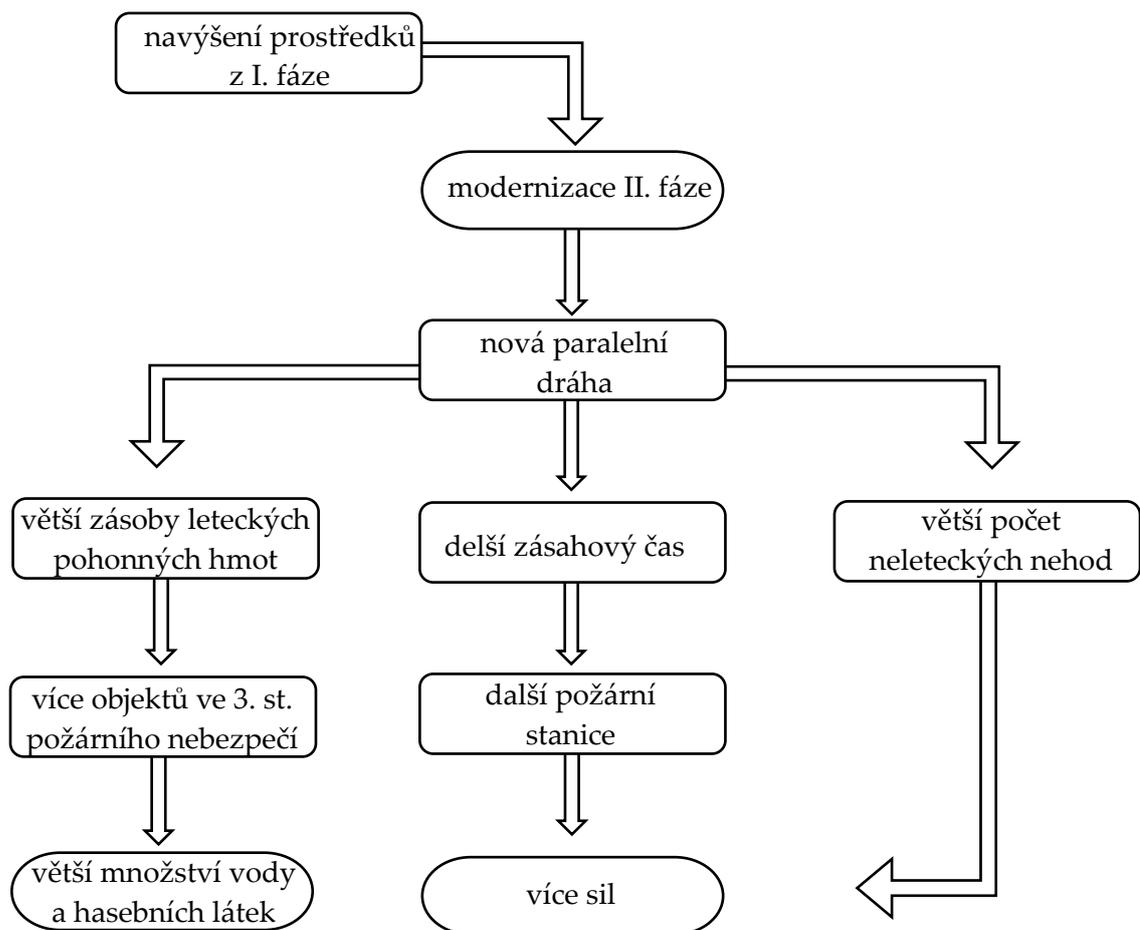 navýšení prostředků
z I. fáze
modernizace II. fáze
nová paralelní
dráha
větší zásoby leteckých
pohonných hmot
delší zásahový čas
větší počet
neleteckých nehod
více objektů ve 3. st.
požárního nebezpečí
další požární
stanice
větší množství vody
a hasebních látek
více sil